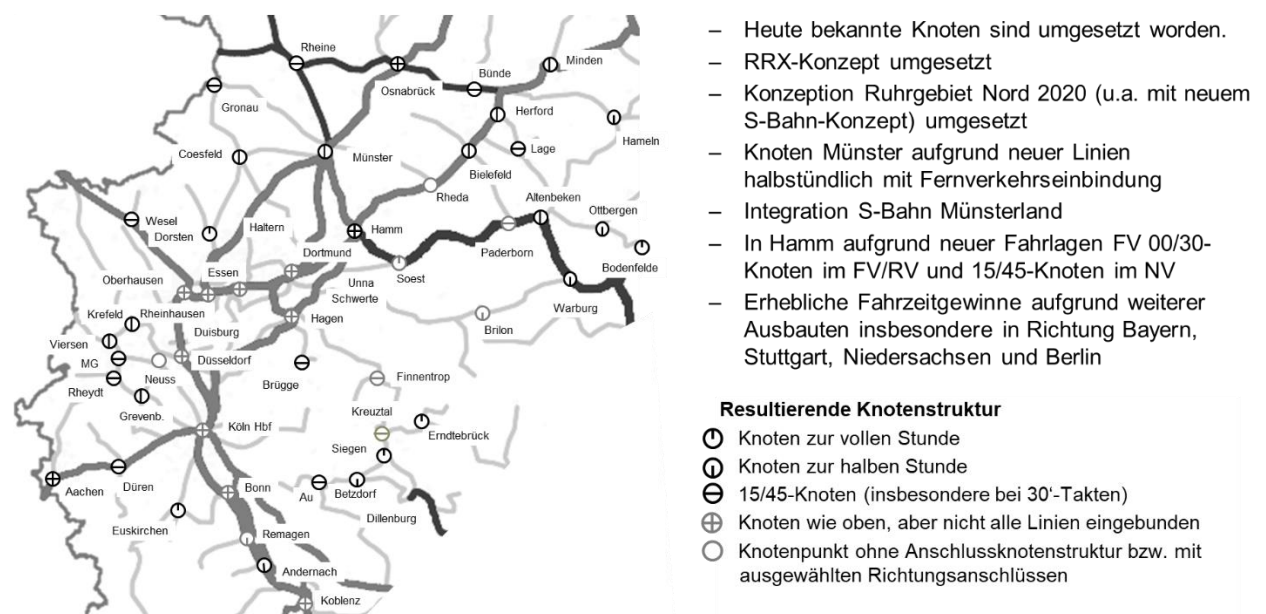 Rheine
Minden
Bünde
Osnabrück
Gronau
Herford
Hameln
Coesfeld
Münster
Lage
Bielefeld
Rheda
Altenbeken
Ottbergen
Wesel
Dorsten
Haltern
Hamm
Paderborn
Dortmund
Bodenfelde
Essen
Oberhausen
Soest
Unna
Schwerte
Warburg
Krefeld
Rheinhausen
Duisburg
Hagen
Brilon
Viersen
MG
Düsseldorf
Neuss
Brügge
Finnentrop
Rheydt
Grevenb.
Kreuztal
Köln Hbf
Erndtebrück
Siegen
Aachen
Düren
Bonn
Au
Betzdorf
Dillenburg
Euskirchen
Remagen
Andernach
Koblenz
– Heute bekannte Knoten sind umgesetzt worden.
– RRX-Konzept umgesetzt
– Konzeption Ruhrgebiet Nord 2020 (u.a. mit neuem
S-Bahn-Konzept) umgesetzt
– Knoten Münster aufgrund neuer Linien
halbstündlich mit Fernverkehrseinbindung
– Integration S-Bahn Münsterland
– In Hamm aufgrund neuer Fahrlagen FV 00/30-
Knoten im FV/RV und 15/45-Knoten im NV
– Erhebliche Fahrzeitgewinne aufgrund weiterer
Ausbauten insbesondere in Richtung Bayern,
Stuttgart, Niedersachsen und Berlin
Resultierende Knotenstruktur
Knoten zur vollen Stunde
Knoten zur halben Stunde
15/45-Knoten (insbesondere bei 30‘-Takten)
Knoten wie oben, aber nicht alle Linien eingebunden
Knotenpunkt ohne Anschlussknotenstruktur bzw. mit
ausgewählten Richtungsanschlüssen